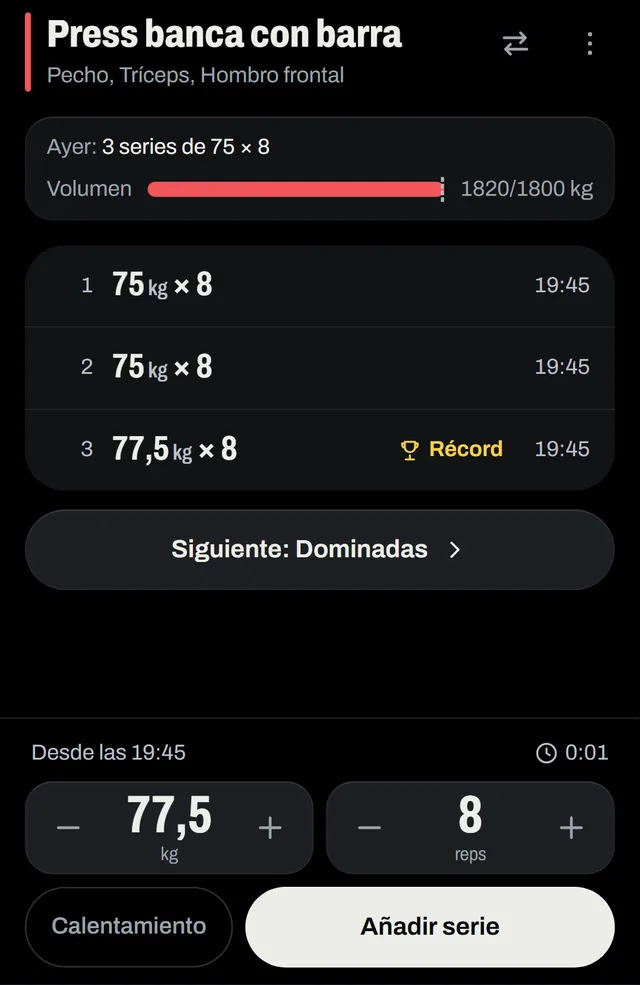 Press banca con barra
Pecho, Tríceps, Hombro frontal
Ayer: 3 series de 75 × 8
Volumen 1820/1800 kg
1 75 kg × 8 19:45
2 75 kg × 8 19:45
3 77,5 kg × 8 Récord 19:45
Siguiente: Dominadas
Desde las 19:45 0:01
− 77,5 + − 8 +
kg reps
Calentamiento Añadir serie